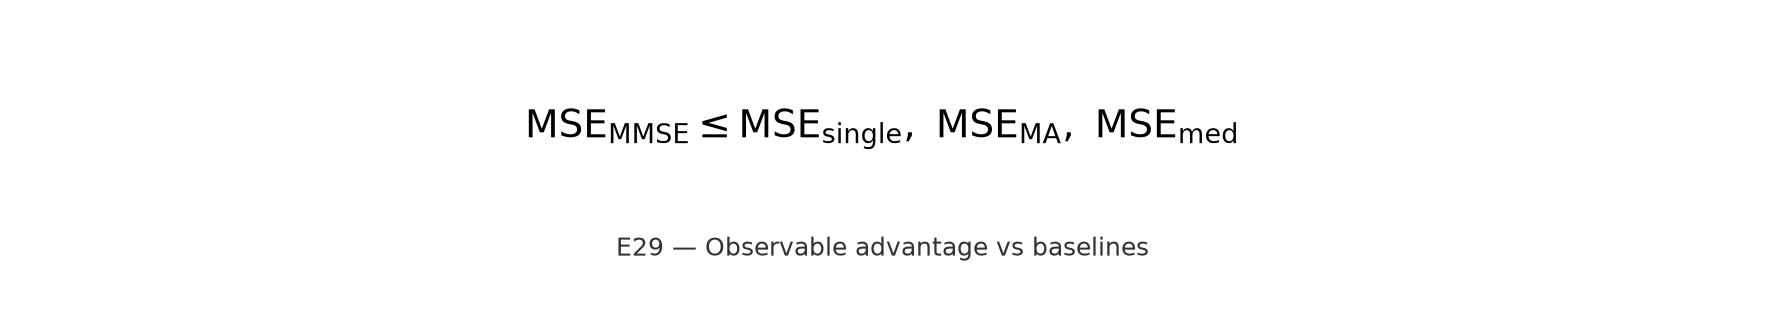 MSE_MMSE ≤ MSE_single, MSE_MA, MSE_med
E29 — Observable advantage vs baselines